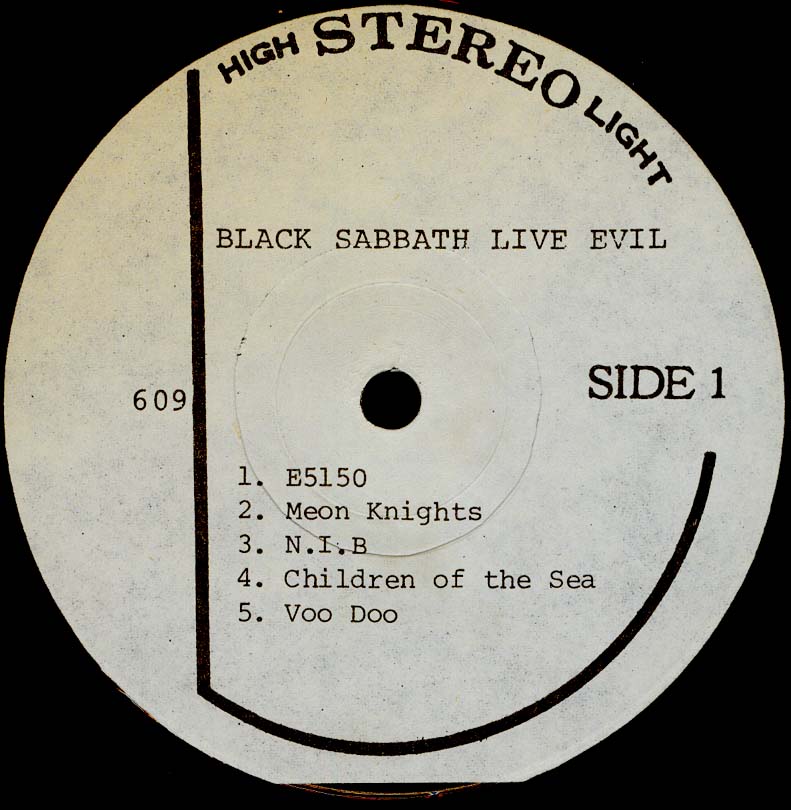 HIGH STEREO LIGHT
BLACK SABBATH LIVE EVIL
SIDE 1
609
1. E5150
2. Meon Knights
3. N.I.B
4. Children of the Sea
5. Voo Doo